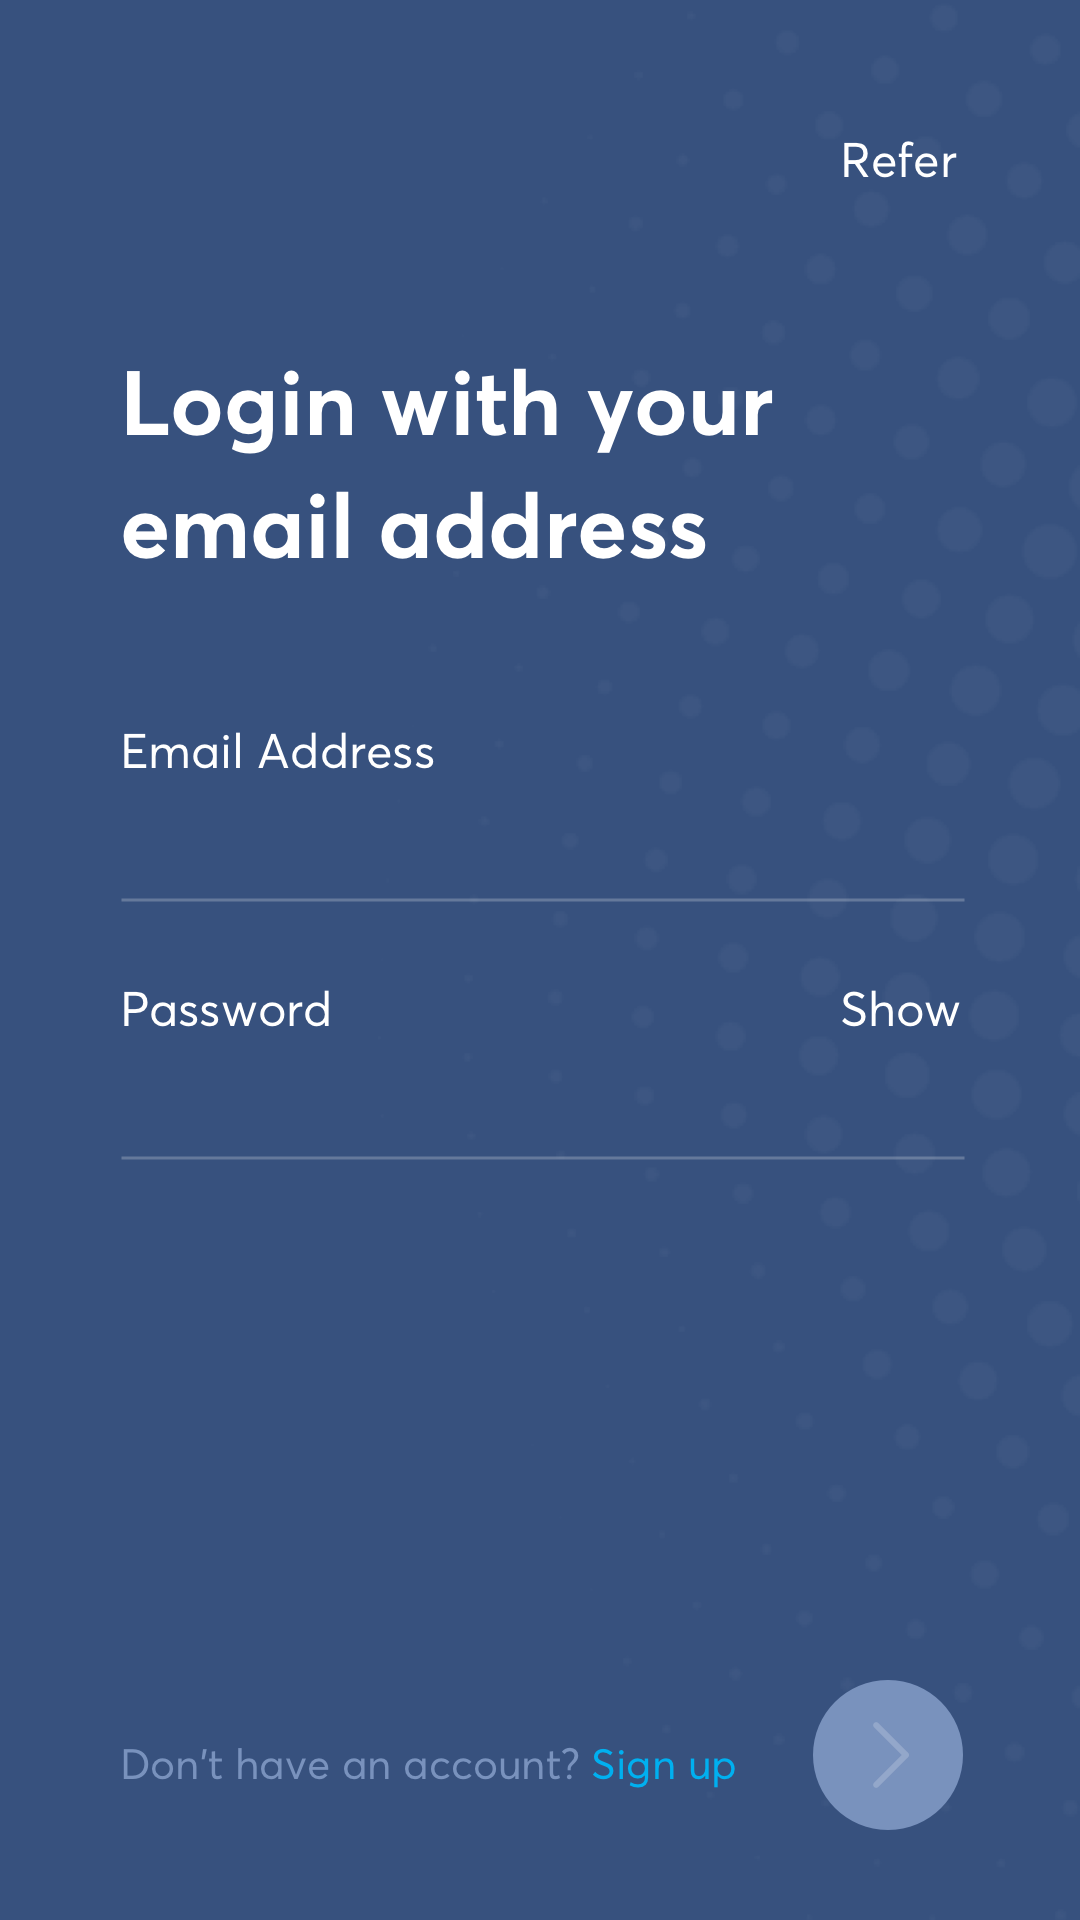 Refer
Login with your
email address
Email Address
Password
Show
Don't have an account? Sign up